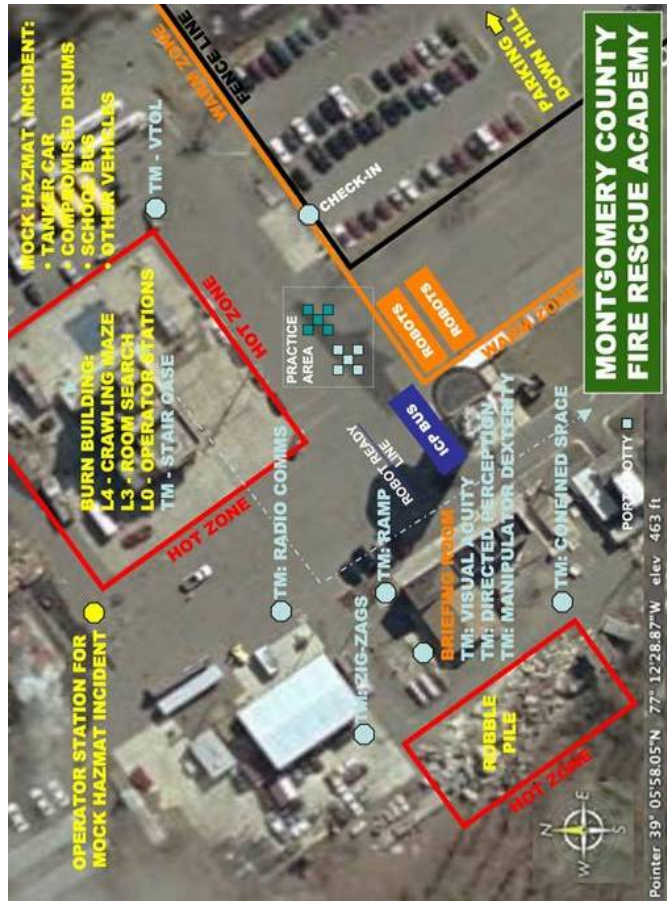 MOCK HAZMAT INCIDENT:
• TANKER CAR
• COMPROMISED DRUMS
• SCHOOL BUS
• OTHER VEHICLES
OPERATOR STATION FOR
MOCK HAZMAT INCIDENT
BURN BUILDING:
L4 - CRAWLING MAZE
L3 - ROOM SEARCH
L0 - OPERATOR STATIONS
TM - STAIR CASE
TM - VTOL
HOT ZONE
HOT ZONE
WARM ZONE
FENCE LINE
PARKING
DOWN HILL
CHECK-IN
PRACTICE
AREA
ROBOTS
ROBOTS
WARM ZONE
ICP BUS
ROBOT READY
LINE
TM: RADIO COMMS
TM: RAMP
TM: ZIG-ZAGS
BRIEFING ROOM
TM: VISUAL ACUITY
TM: DIRECTED PERCEPTION
TM: MANIPULATOR DEXTERITY
TM: CONFINED SPACE
PORTA POTTY
RUBBLE
PILE
HOT ZONE
N
W E
S
MONTGOMERY COUNTY
FIRE RESCUE ACADEMY
Pointer 39° 05'58.05"N 77° 12'28.87"W elev 463 ft